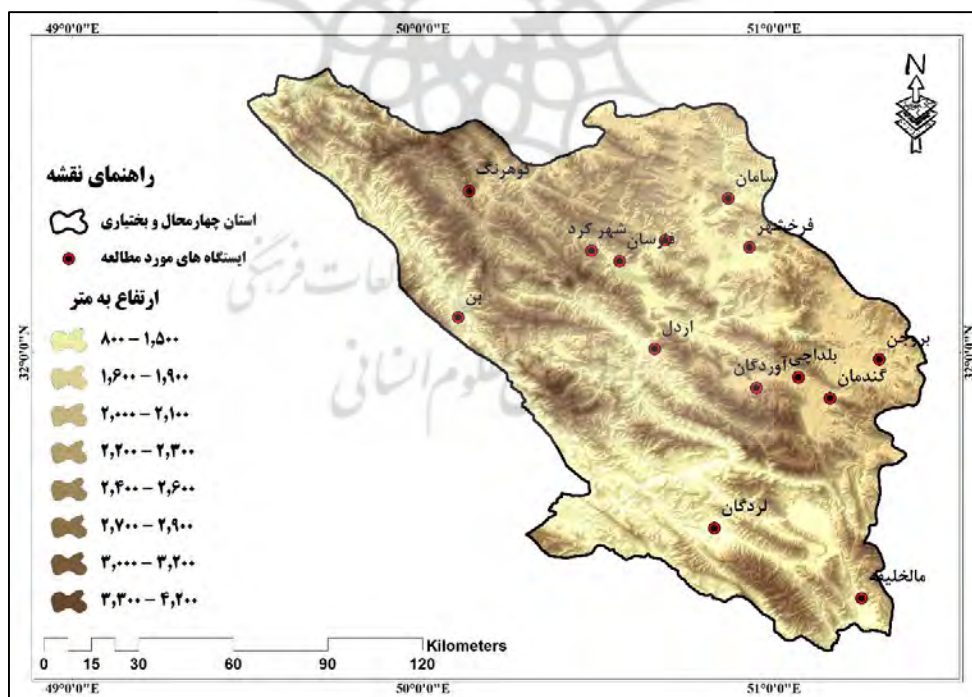 49°0'0"E 50°0'0"E 51°0'0"E
N
راهنمای نقشه
استان چهارمحال و بختیاری
ایستگاه های مورد مطالعه
ارتفاع به متر
۸۰۰ – ۱,۵۰۰
۱,۶۰۰ – ۱,۹۰۰
۲,۰۰۰ – ۲,۱۰۰
۲,۲۰۰ – ۲,۳۰۰
۲,۴۰۰ – ۲,۶۰۰
۲,۷۰۰ – ۲,۹۰۰
۳,۰۰۰ – ۳,۲۰۰
۳,۳۰۰ – ۴,۲۰۰
کوهرنگ
سامان
فرخشهر
شهر کرد
فارسان
بن
اردل
بروجن
بلداچی
آوردگان
گندمان
لردگان
مالخلیفه
32°0'0"N
32°0'0"N
علوم انسانی
Kilometers
0 15 30 60 90 120
49°0'0"E 50°0'0"E 51°0'0"E